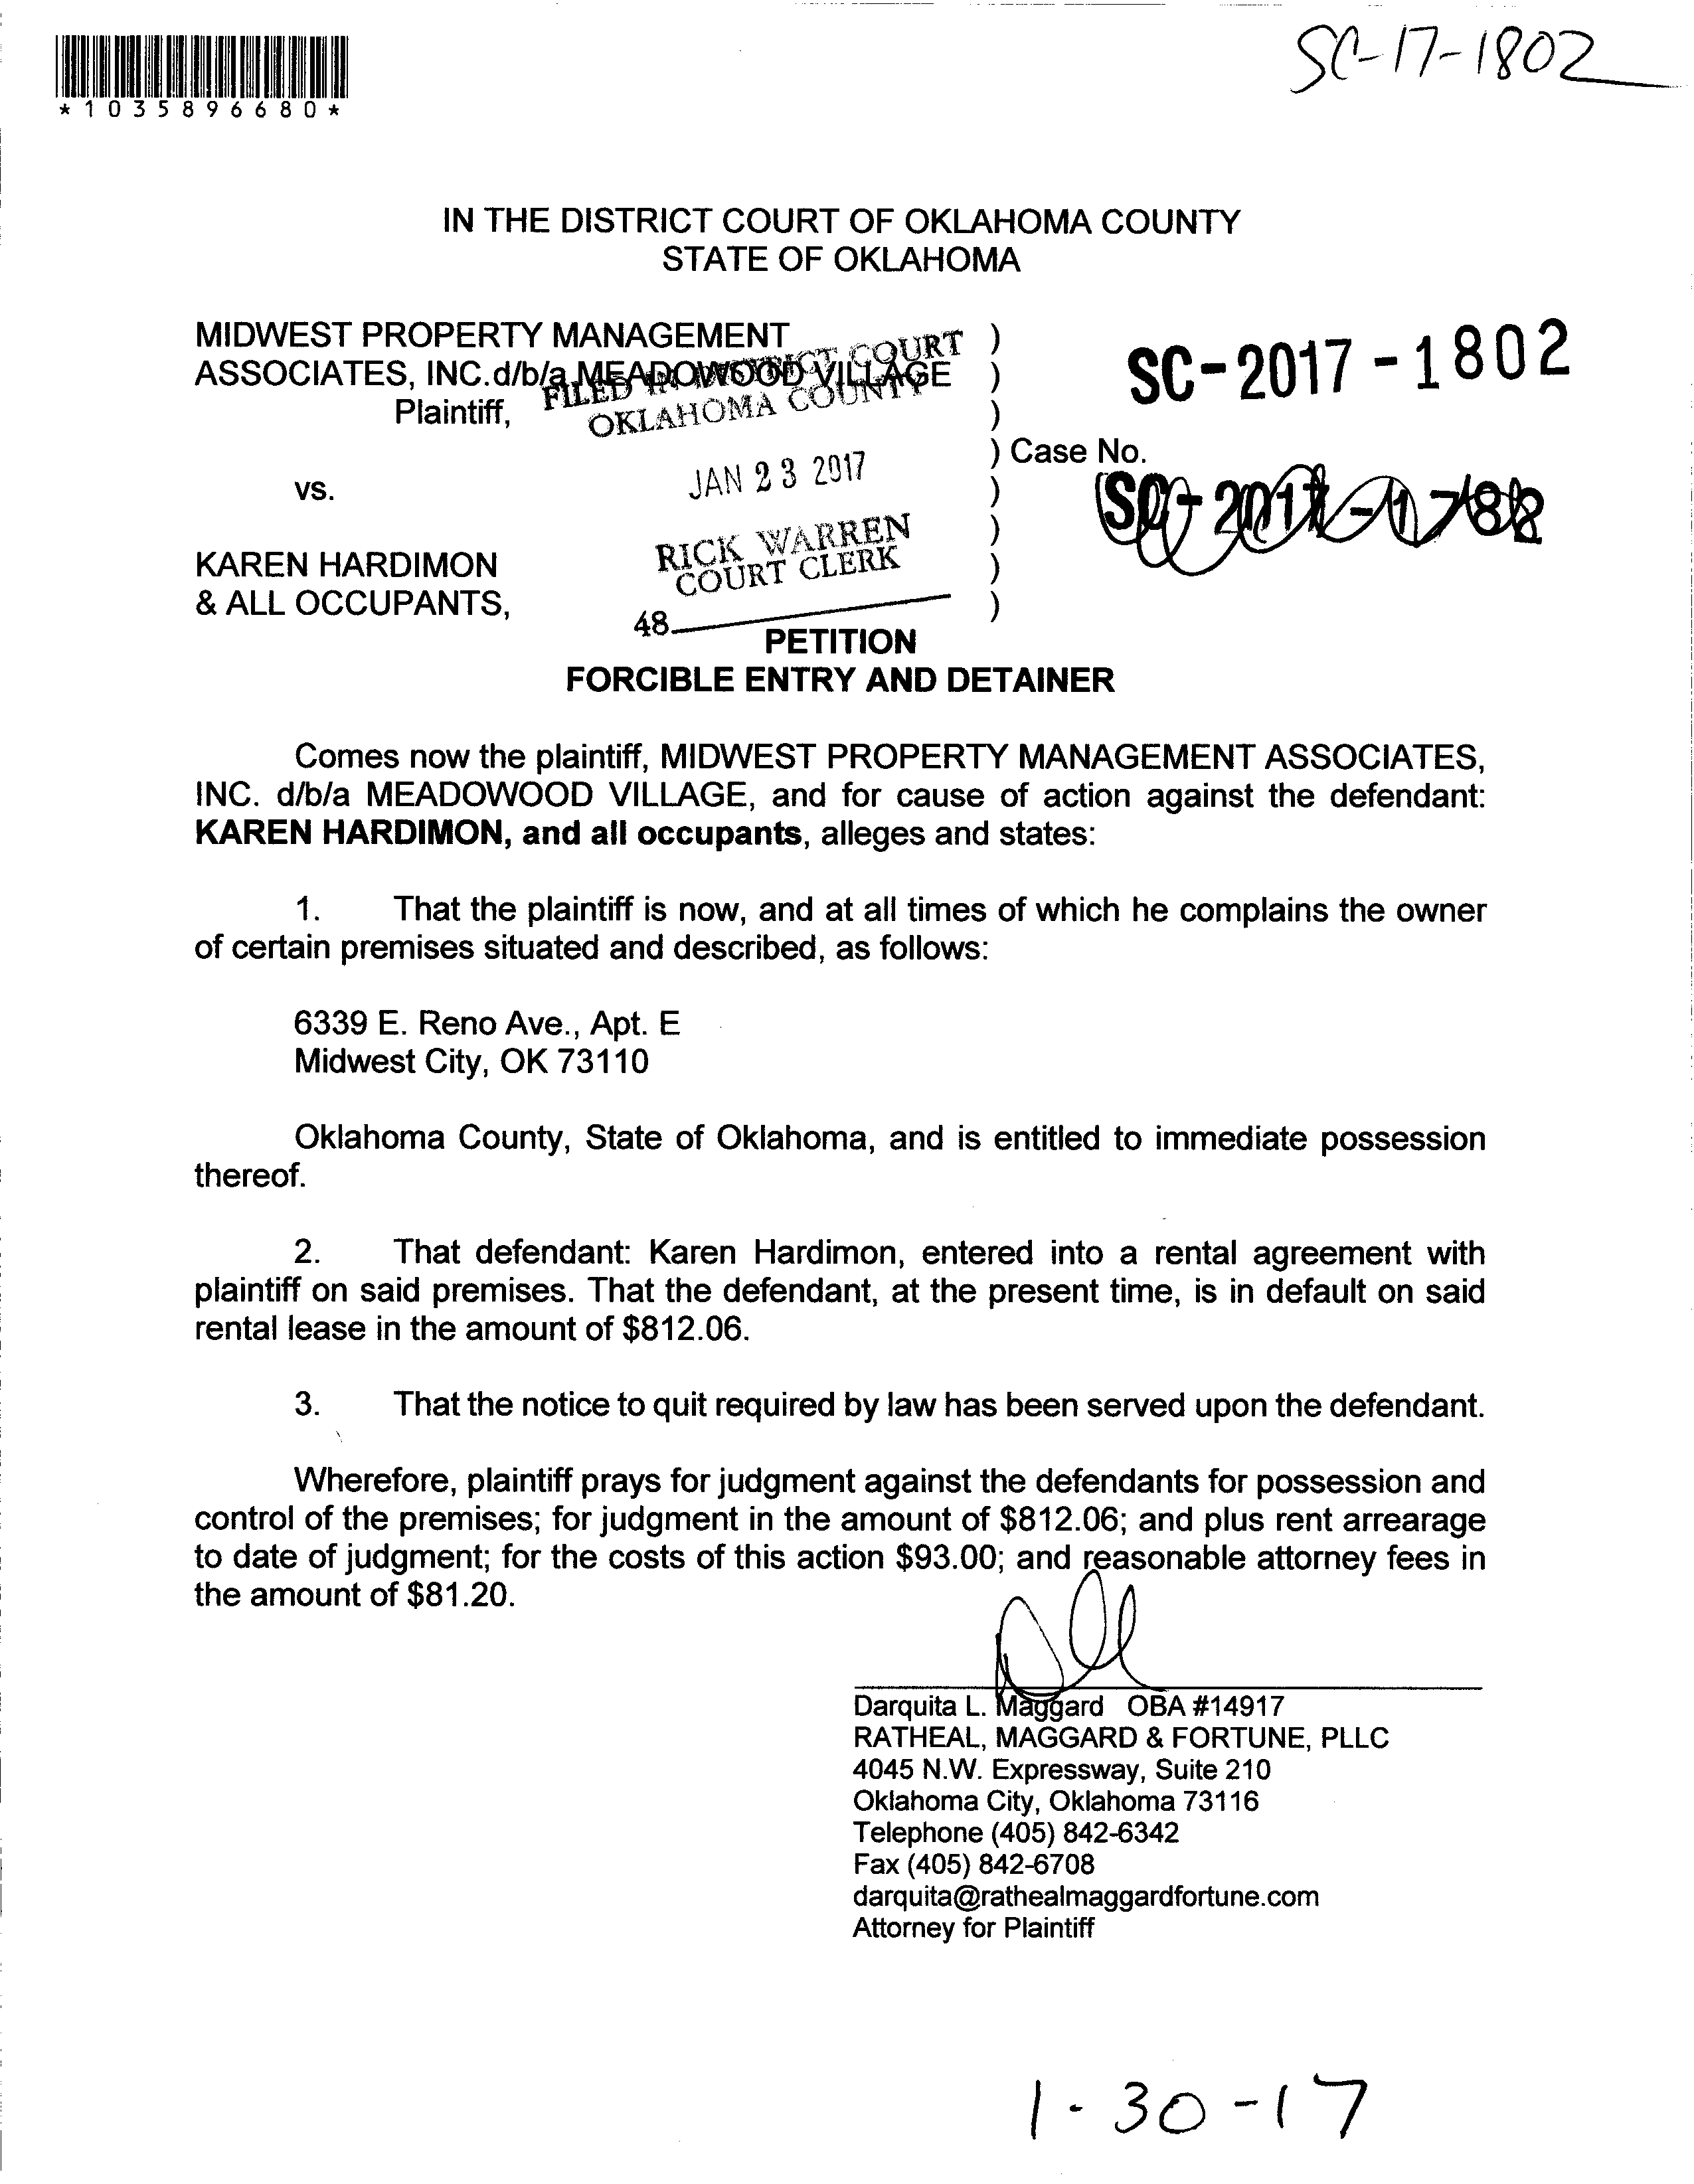 SC-17-1802
*1035896680*
IN THE DISTRICT COURT OF OKLAHOMA COUNTY
STATE OF OKLAHOMA
MIDWEST PROPERTY MANAGEMENT )
ASSOCIATES, INC.d/b/a MEADOWOOD VILLAGE )
Plaintiff, )
SC-2017-1802
FILED IN DISTRICT COURT
OKLAHOMA COUNTY
) Case No.
JAN 23 2017
vs. )
RICK WARREN
COURT CLERK
)
KAREN HARDIMON )
& ALL OCCUPANTS, )
48
PETITION
FORCIBLE ENTRY AND DETAINER
Comes now the plaintiff, MIDWEST PROPERTY MANAGEMENT ASSOCIATES,
INC. d/b/a MEADOWOOD VILLAGE, and for cause of action against the defendant:
KAREN HARDIMON, and all occupants, alleges and states:
1. That the plaintiff is now, and at all times of which he complains the owner
of certain premises situated and described, as follows:
6339 E. Reno Ave., Apt. E
Midwest City, OK 73110
Oklahoma County, State of Oklahoma, and is entitled to immediate possession
thereof.
2. That defendant: Karen Hardimon, entered into a rental agreement with
plaintiff on said premises. That the defendant, at the present time, is in default on said
rental lease in the amount of $812.06.
3. That the notice to quit required by law has been served upon the defendant.
Wherefore, plaintiff prays for judgment against the defendants for possession and
control of the premises; for judgment in the amount of $812.06; and plus rent arrearage
to date of judgment; for the costs of this action $93.00; and reasonable attorney fees in
the amount of $81.20.
Darquita L. Maggard OBA #14917
RATHEAL, MAGGARD & FORTUNE, PLLC
4045 N.W. Expressway, Suite 210
Oklahoma City, Oklahoma 73116
Telephone (405) 842-6342
Fax (405) 842-6708
darquita@rathealmaggardfortune.com
Attorney for Plaintiff
1-30-17